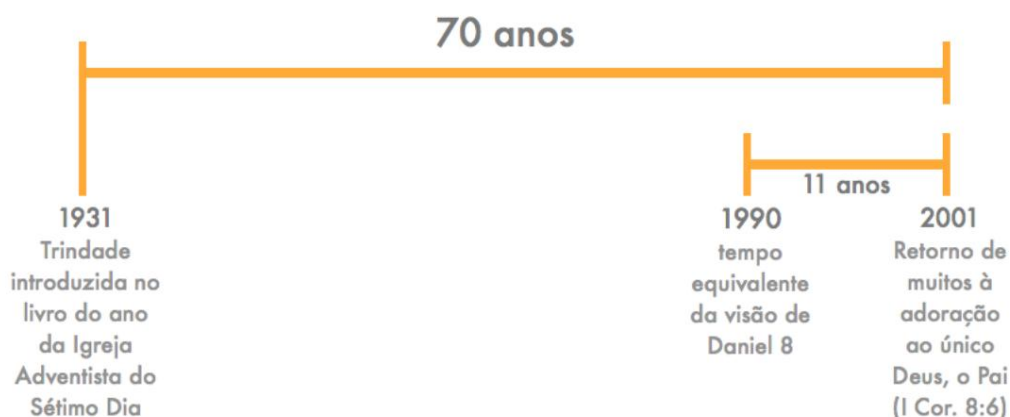 70 anos
11 anos
1931
Trindade
introduzida no
livro do ano
da Igreja
Adventista do
Sétimo Dia
1990
tempo
equivalente
da visão de
Daniel 8
2001
Retorno de
muitos à
adoração
ao único
Deus, o Pai
(I Cor. 8:6)